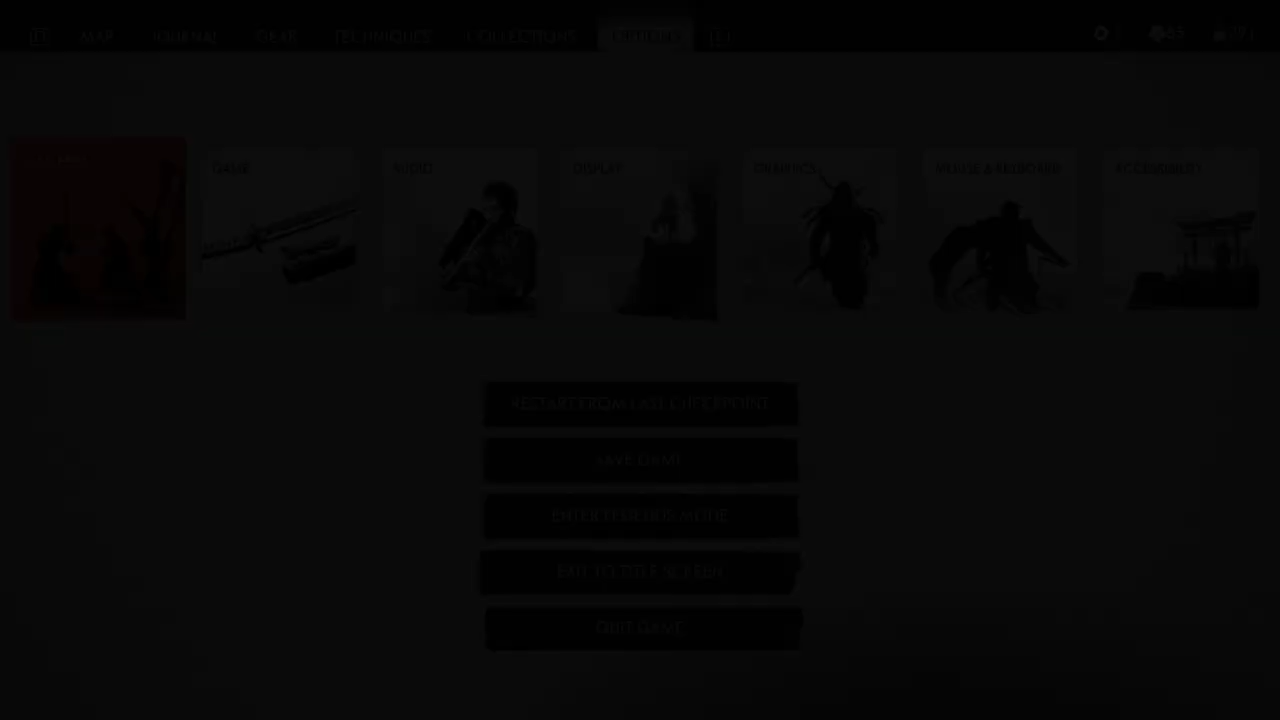 MAP JOURNAL GEAR TECHNIQUES COLLECTIONS OPTIONS
GAME AUDIO DISPLAY GRAPHICS MOUSE & KEYBOARD ACCESSIBILITY
RESTART FROM LAST CHECKPOINT
SAVE GAME
ENTER LEGENDS MODE
EXIT TO TITLE SCREEN
QUIT GAME